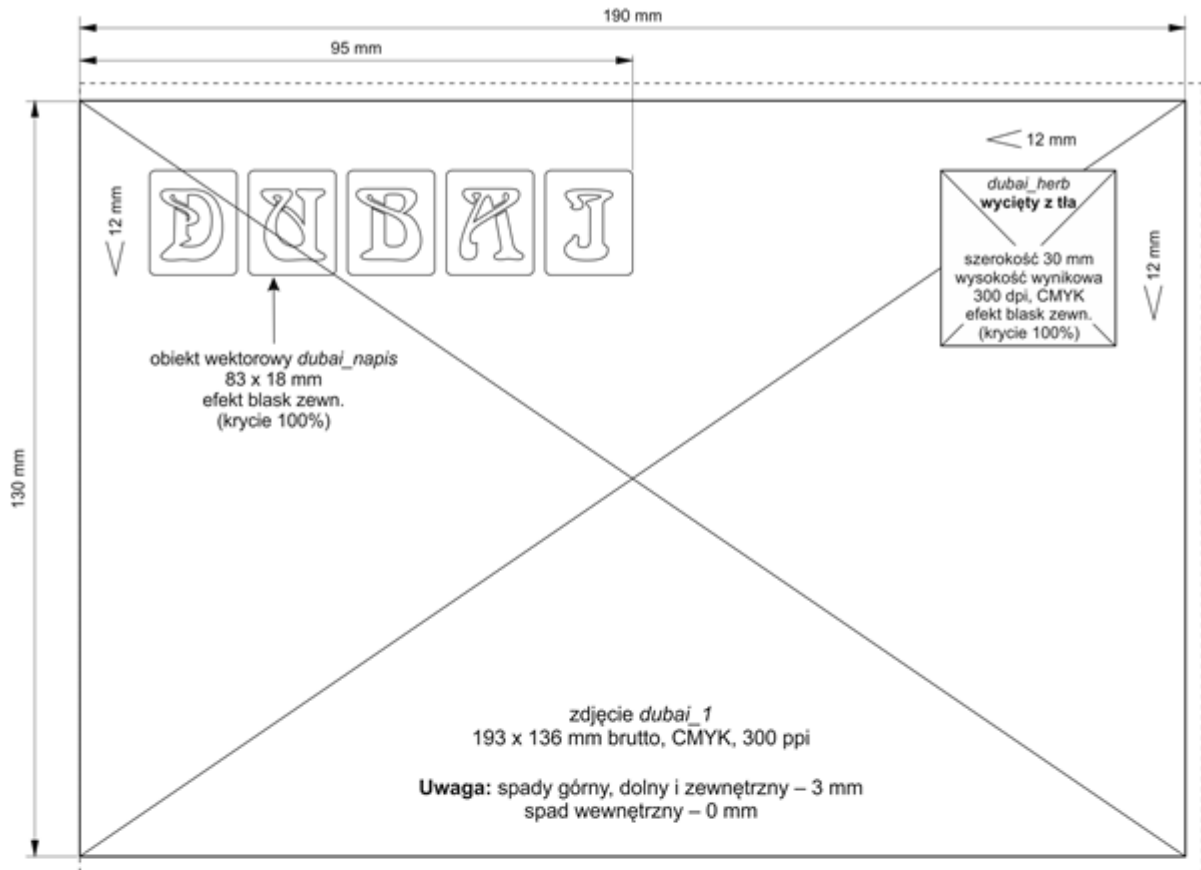 190 mm
95 mm
< 12 mm
DUBAJ
< 12 mm
dubai_herb
wycięty z tła
szerokość 30 mm
wysokość wynikowa
300 dpi, CMYK
efekt blask zewn.
(krycie 100%)
< 12 mm
obiekt wektorowy dubai_napis
83 x 18 mm
efekt blask zewn.
(krycie 100%)
130 mm
zdjęcie dubai_1
193 x 136 mm brutto, CMYK, 300 ppi
Uwaga: spady górny, dolny i zewnętrzny – 3 mm
spad wewnętrzny – 0 mm